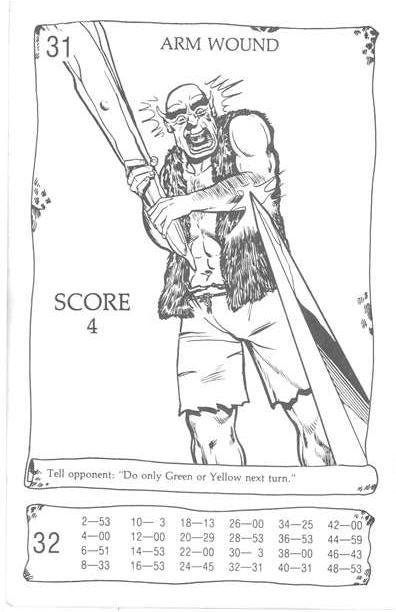 31
ARM WOUND
SCORE
4
Tell opponent: "Do only Green or Yellow next turn."
32
2—53 10— 3 18—13 26—00 34—25 42—00
4—00 12—00 20—29 28—53 36—53 44—59
6—51 14—53 22—00 30— 3 38—00 46—43
8—33 16—53 24—45 32—31 40—31 48—53